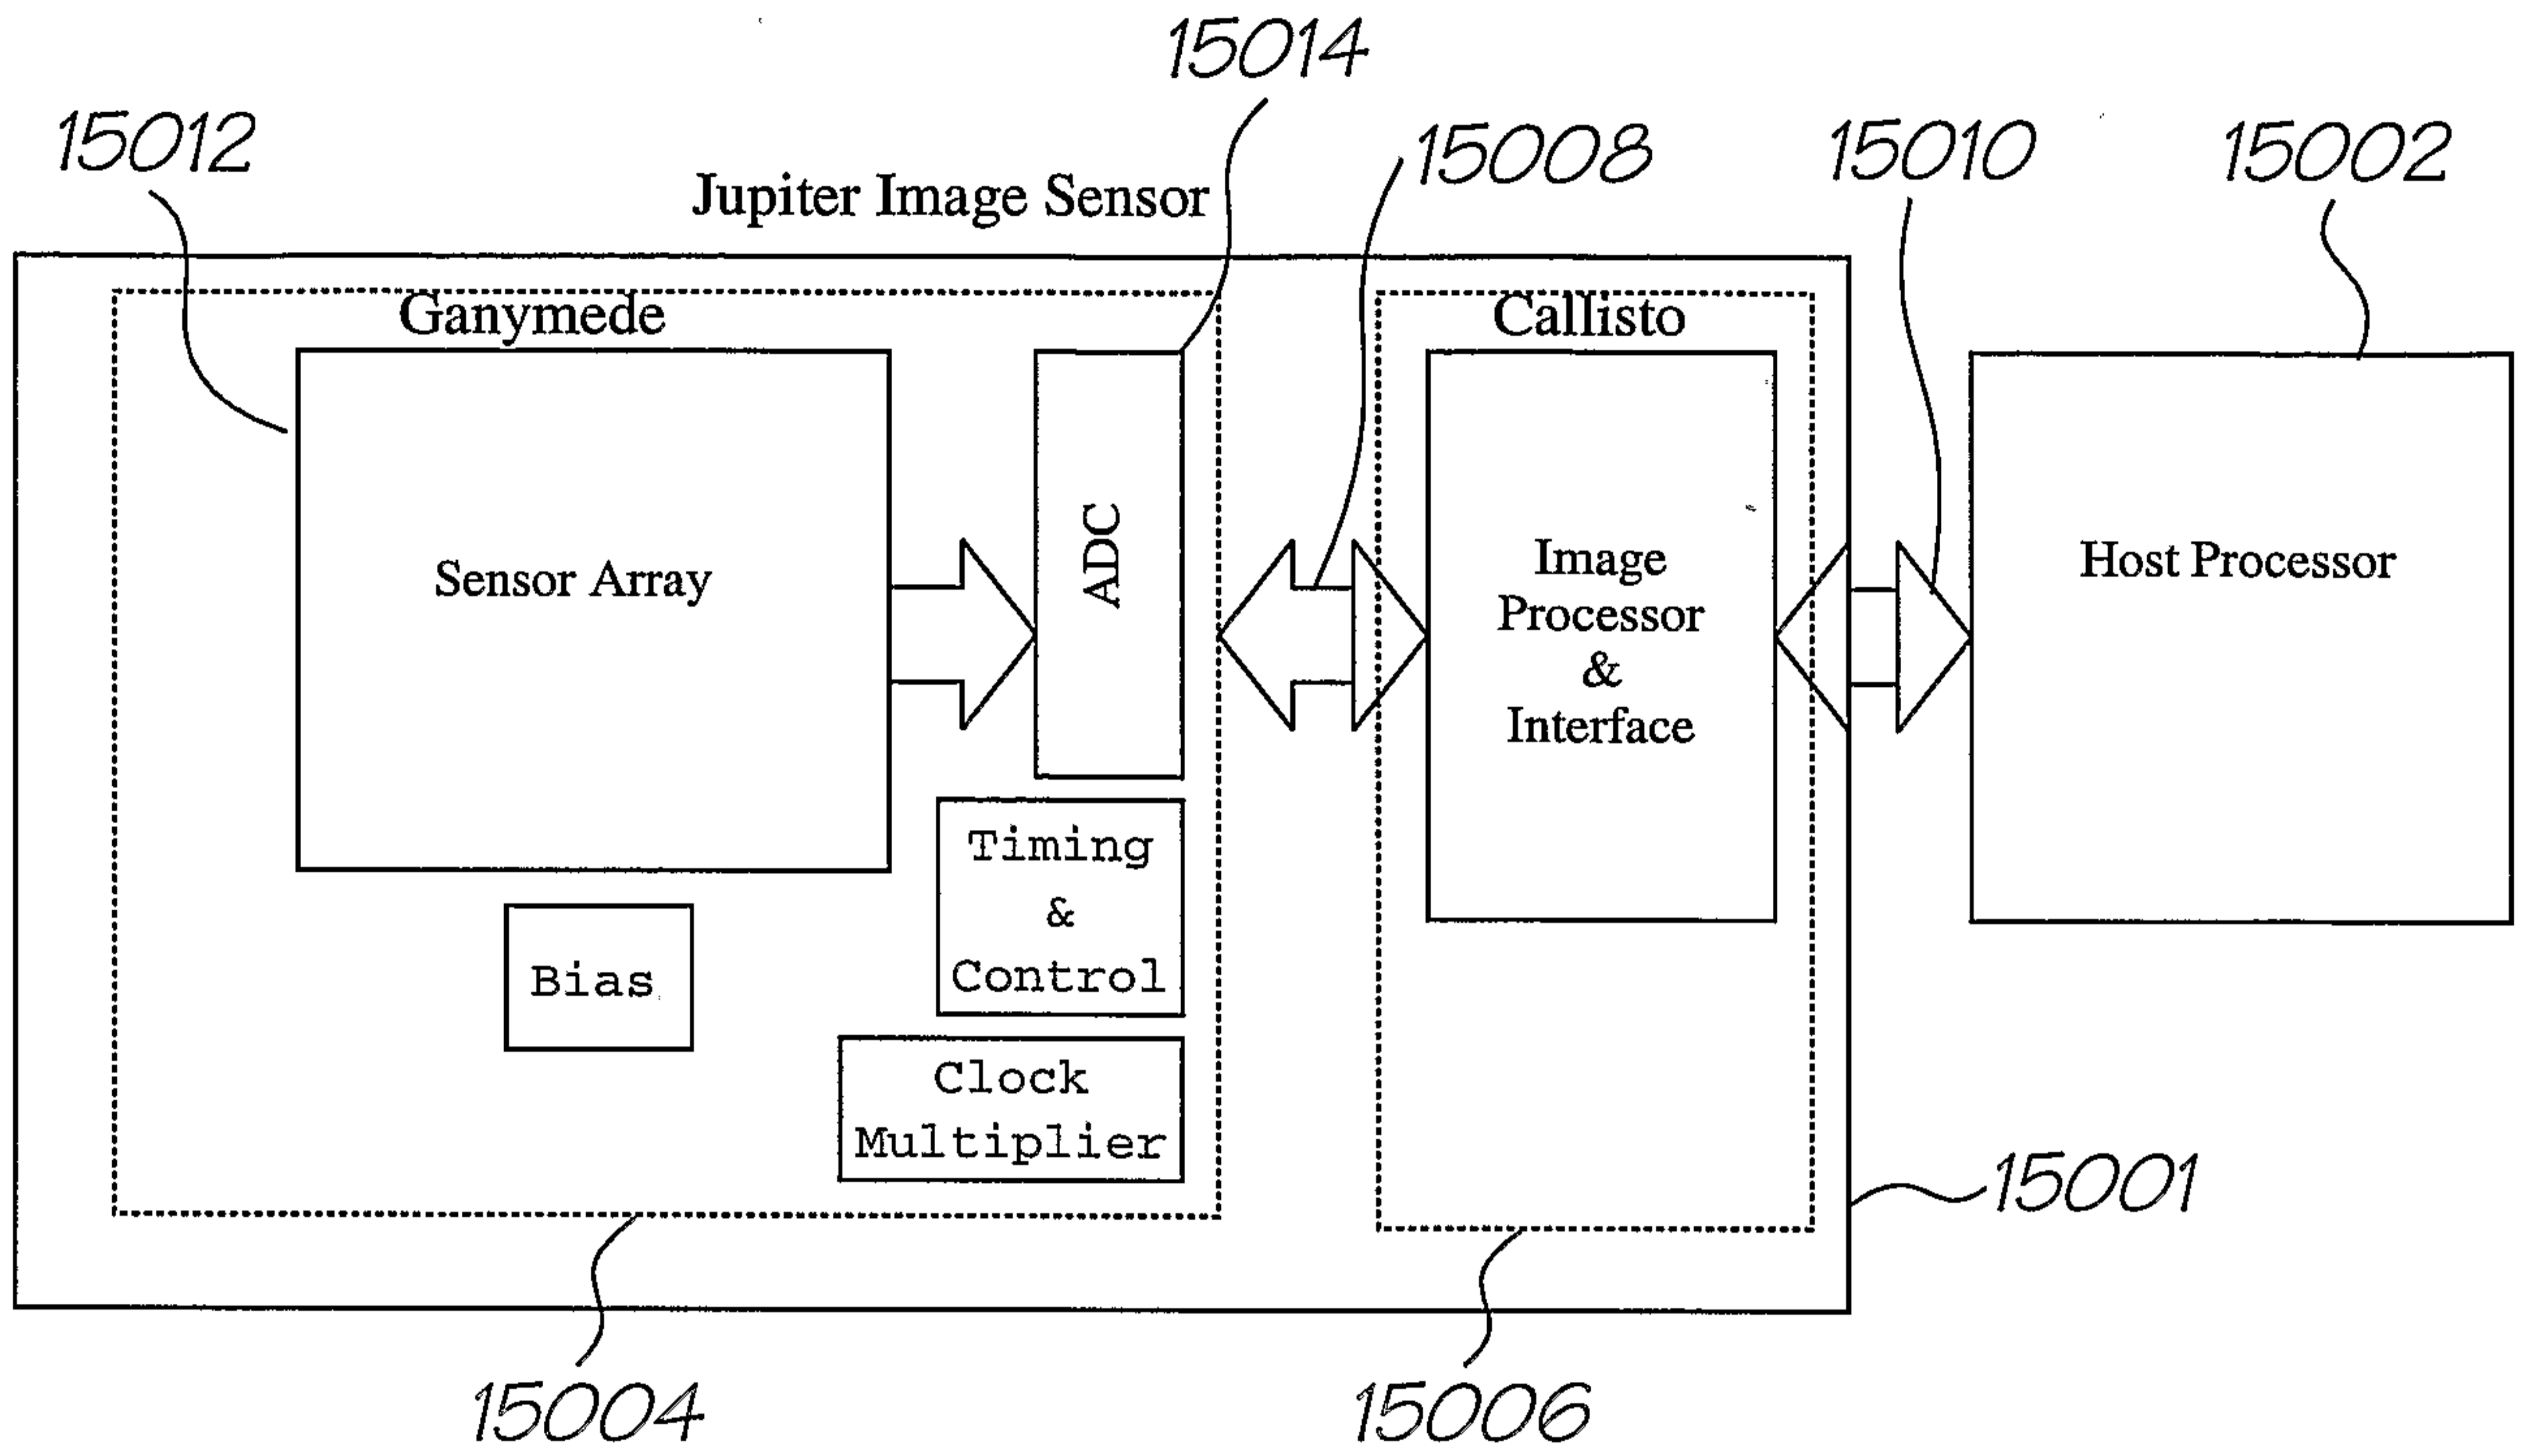 15014
15012
15008
15010
15002
Jupiter Image Sensor
Ganymede
Callisto
Sensor Array
ADC
Image
Processor
&
Interface
Host Processor
Timing
&
Control
Bias
Clock
Multiplier
15001
15004
15006